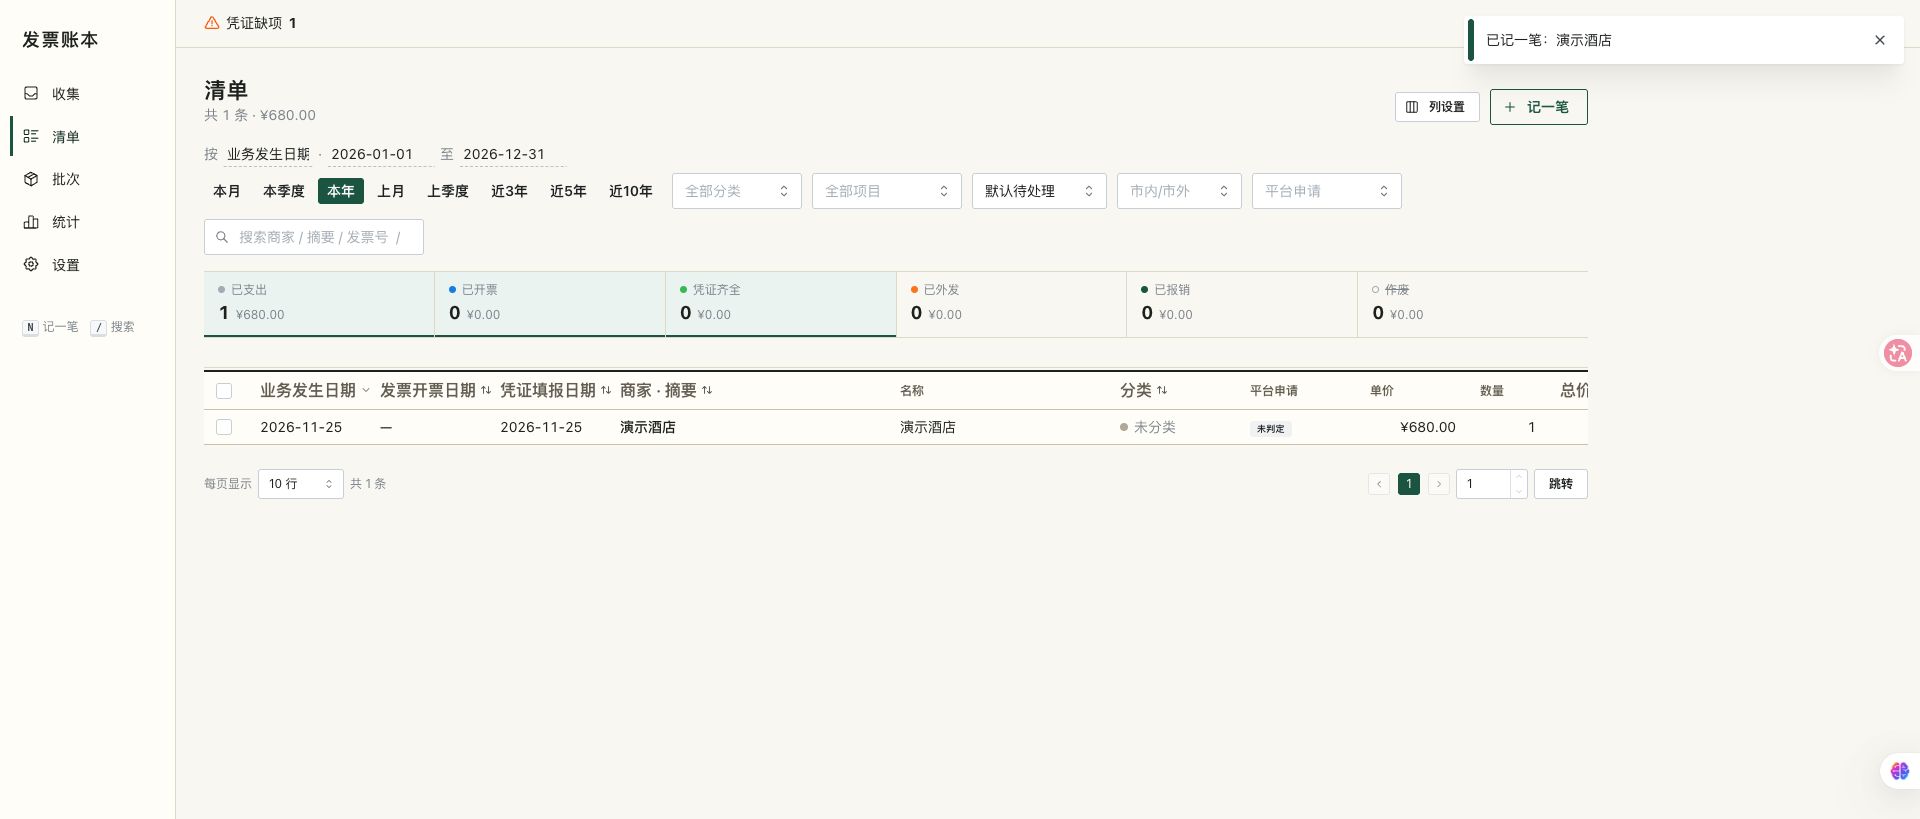 发票账本
收集
清单
批次
统计
设置
N 记一笔 / 搜索
凭证缺项 1
已记一笔：演示酒店
清单
共 1 条 · ¥680.00
列设置
记一笔
按 业务发生日期 · 2026-01-01 至 2026-12-31
本月 本季度 本年 上月 上季度 近3年 近5年 近10年 全部分类 全部项目 默认待处理 市内/市外 平台申请
搜索商家 / 摘要 / 发票号 /
已支出 已开票 凭证齐全 已外发 已报销 作废
1 ¥680.00 0 ¥0.00 0 ¥0.00 0 ¥0.00 0 ¥0.00 0 ¥0.00
业务发生日期 发票开票日期 凭证填报日期 商家 · 摘要 名称 分类 平台申请 单价 数量 总价
2026-11-25 — 2026-11-25 演示酒店 演示酒店 未分类 未判定 ¥680.00 1
每页显示 10 行 共 1 条 1 1 跳转